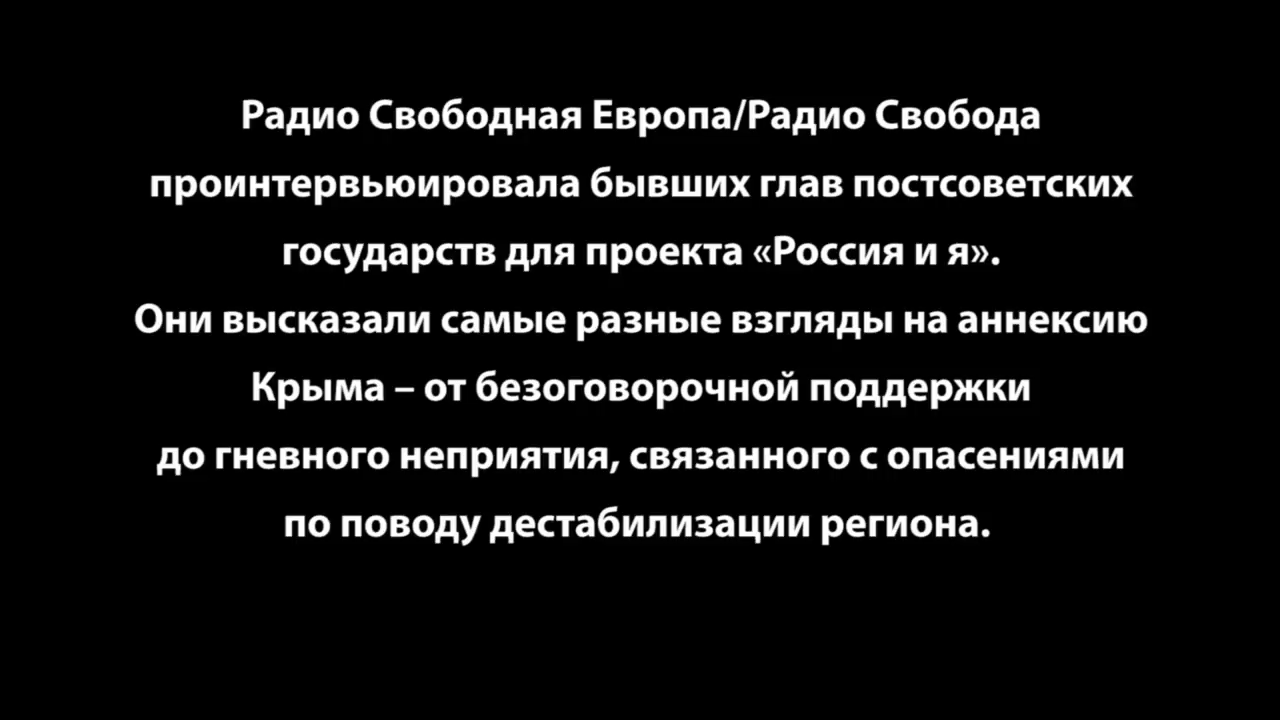 Радио Свободная Европа/Радио Свобода
проинтервьюировала бывших глав постсоветских
государств для проекта «Россия и я».
Они высказали самые разные взгляды на аннексию
Крыма – от безоговорочной поддержки
до гневного неприятия, связанного с опасениями
по поводу дестабилизации региона.